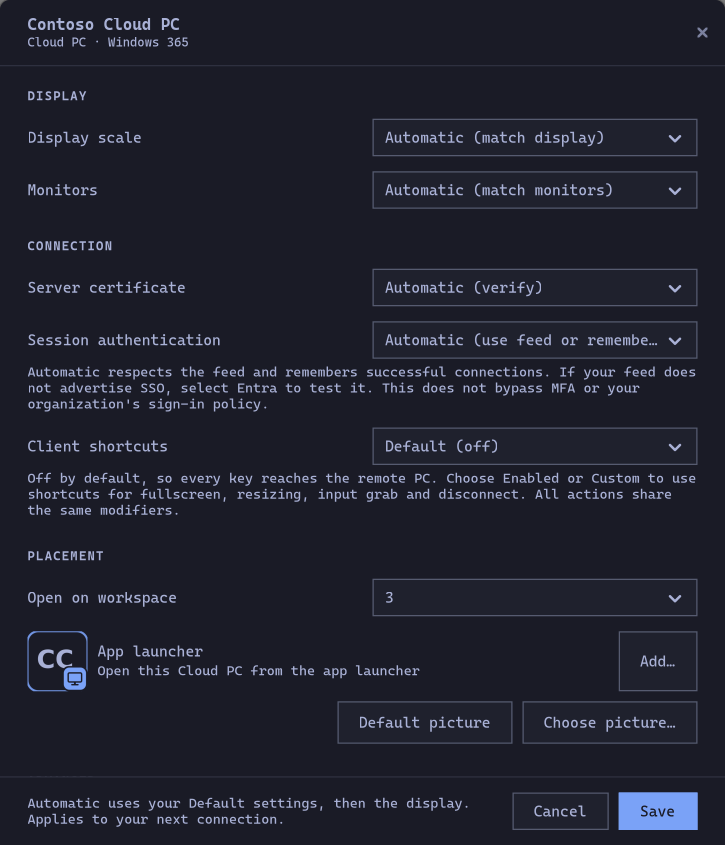 Contoso Cloud PC
Cloud PC · Windows 365
DISPLAY
Display scale
Automatic (match display)
Monitors
Automatic (match monitors)
CONNECTION
Server certificate
Automatic (verify)
Session authentication
Automatic (use feed or remembe…
Automatic respects the feed and remembers successful connections. If your feed does
not advertise SSO, select Entra to test it. This does not bypass MFA or your
organization's sign-in policy.
Client shortcuts
Default (off)
Off by default, so every key reaches the remote PC. Choose Enabled or Custom to use
shortcuts for fullscreen, resizing, input grab and disconnect. All actions share
the same modifiers.
PLACEMENT
Open on workspace
3
CC
App launcher
Open this Cloud PC from the app launcher
Add…
Default picture
Choose picture…
Automatic uses your Default settings, then the display.
Applies to your next connection.
Cancel
Save